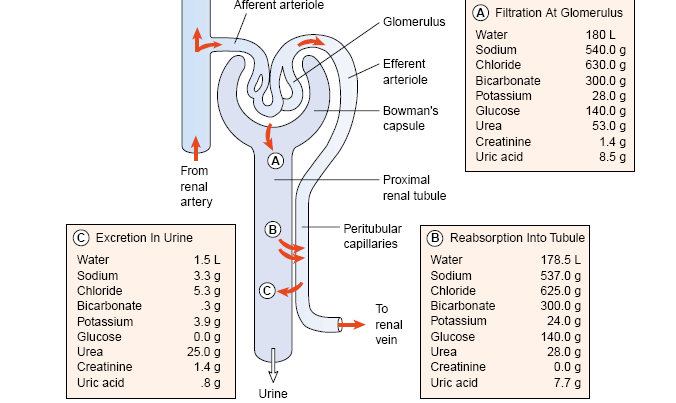 Afferent arteriole
Glomerulus
Efferent
arteriole
Bowman's
capsule
A
From
renal
artery
Proximal
renal tubule
B
Peritubular
capillaries
C
To
renal
vein
Urine
A Filtration At Glomerulus
Water 180 L
Sodium 540.0 g
Chloride 630.0 g
Bicarbonate 300.0 g
Potassium 28.0 g
Glucose 140.0 g
Urea 53.0 g
Creatinine 1.4 g
Uric acid 8.5 g
C Excretion In Urine
Water 1.5 L
Sodium 3.3 g
Chloride 5.3 g
Bicarbonate .3 g
Potassium 3.9 g
Glucose 0.0 g
Urea 25.0 g
Creatinine 1.4 g
Uric acid .8 g
B Reabsorption Into Tubule
Water 178.5 L
Sodium 537.0 g
Chloride 625.0 g
Bicarbonate 300.0 g
Potassium 24.0 g
Glucose 140.0 g
Urea 28.0 g
Creatinine 0.0 g
Uric acid 7.7 g